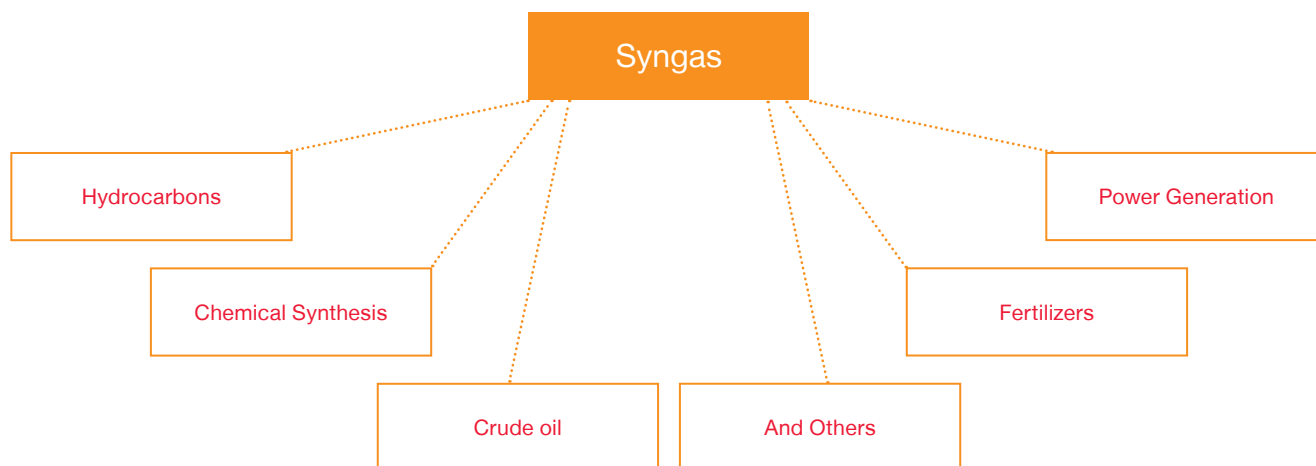 Syngas
Hydrocarbons
Power Generation
Chemical Synthesis
Fertilizers
Crude oil
And Others